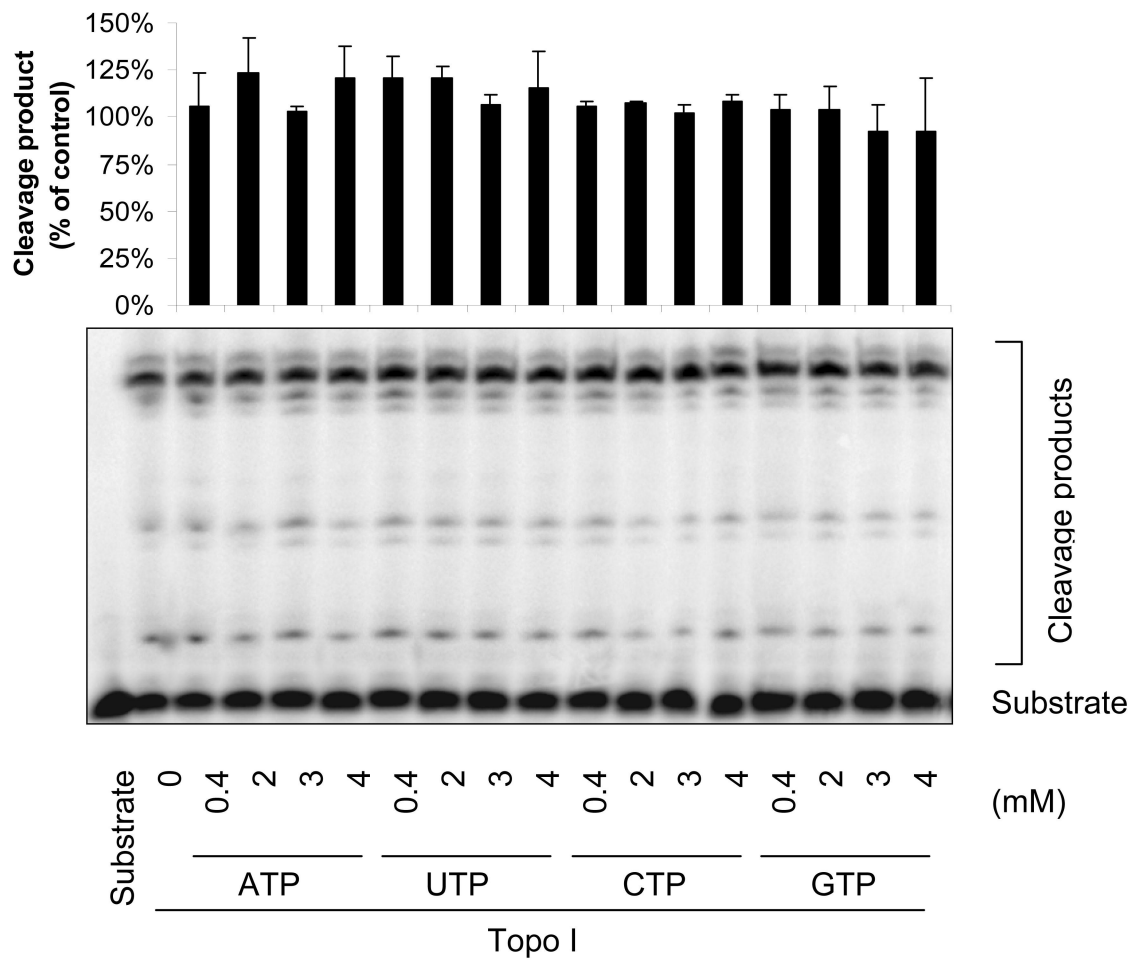 Cleavage product
(% of control)
150%
125%
100%
75%
50%
25%
0%
Cleavage products
Substrate
Substrate 0 0.4 2 3 4 0.4 2 3 4 0.4 2 3 4 0.4 2 3 4 (mM)
ATP UTP CTP GTP
Topo I